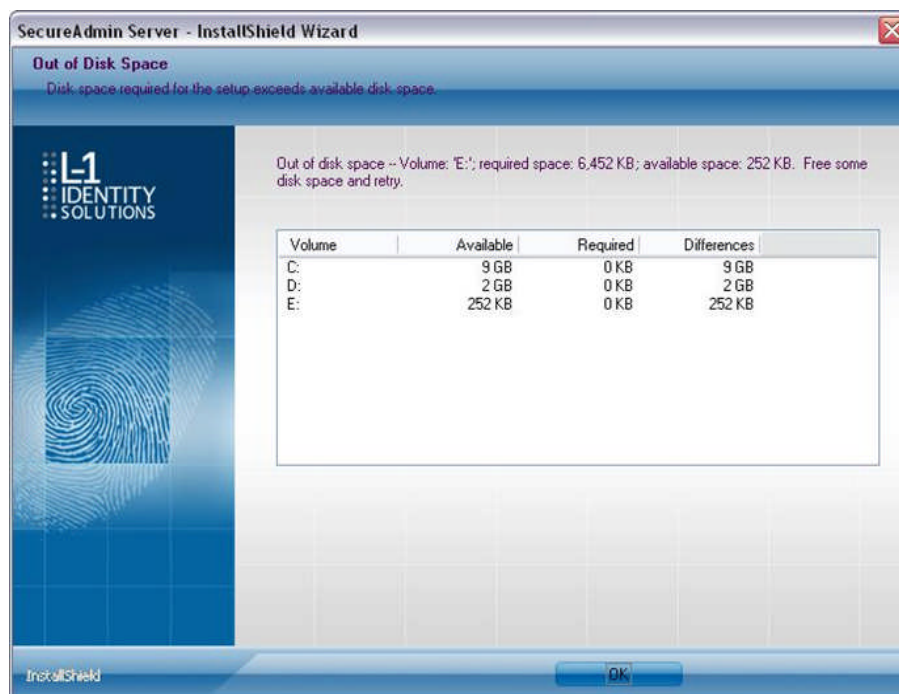 SecureAdmin Server - InstallShield Wizard
Out of Disk Space
Disk space required for the setup exceeds available disk space.
L-1
IDENTITY
SOLUTIONS
Out of disk space -- Volume: 'E:'; required space: 6,452 KB; available space: 252 KB. Free some
disk space and retry.
Volume Available Required Differences
C: 9 GB 0 KB 9 GB
D: 2 GB 0 KB 2 GB
E: 252 KB 0 KB 252 KB
InstallShield
OK